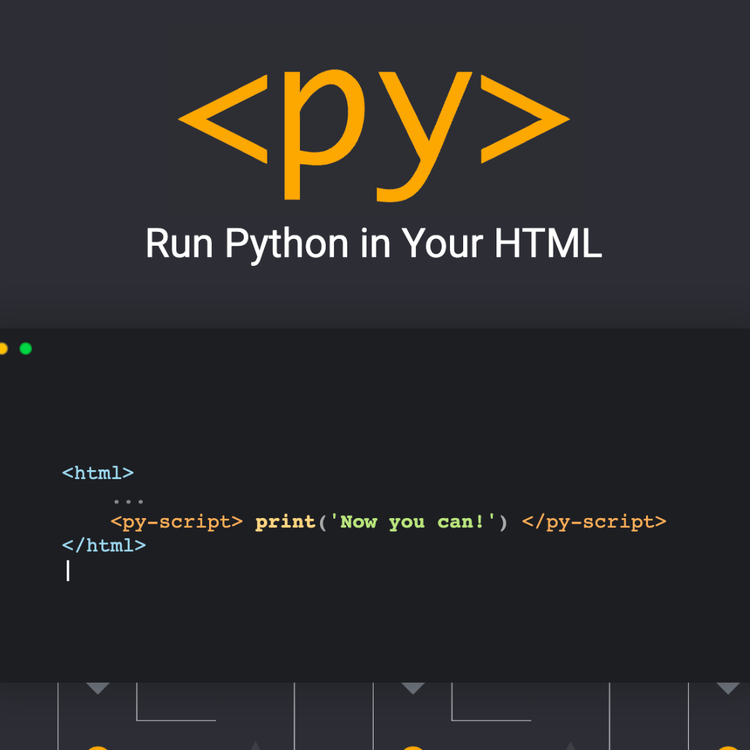 <py>
Run Python in Your HTML
<html>
...
<py-script> print('Now you can!') </py-script>
</html>